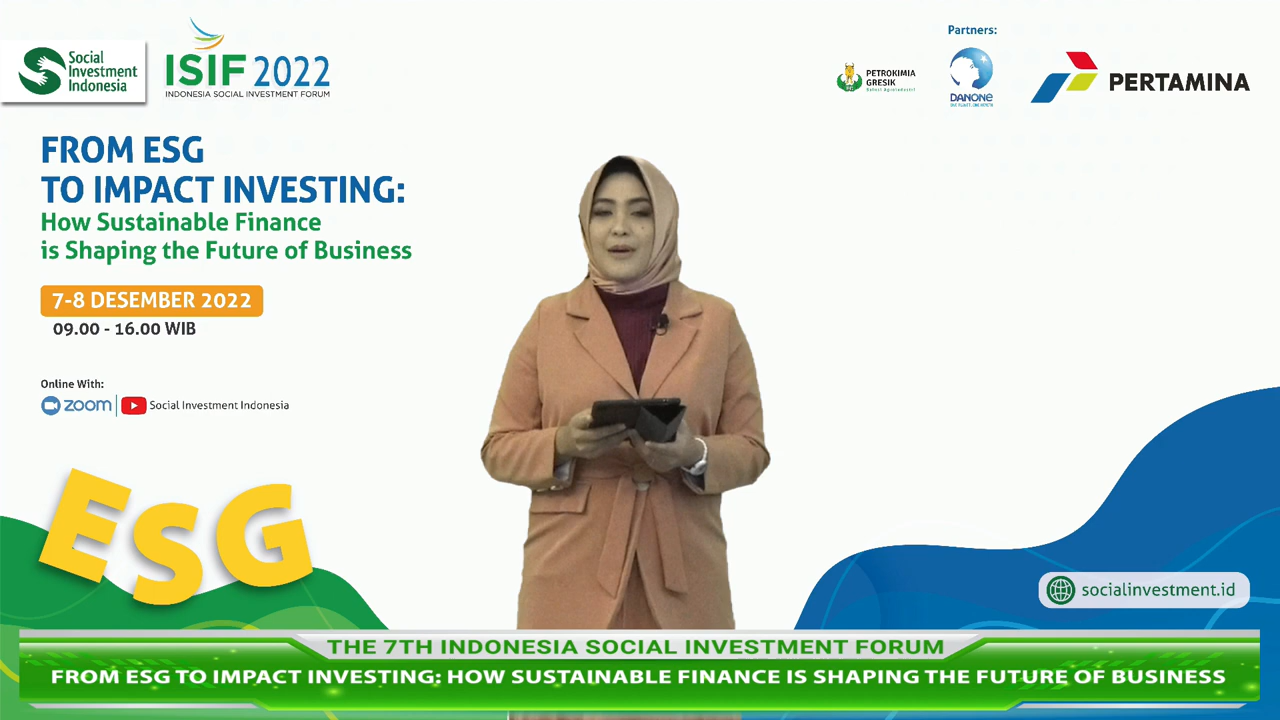 Social
Investment
Indonesia
ISIF 2022
INDONESIA SOCIAL INVESTMENT FORUM
Partners:
PETROKIMIA
GRESIK
DANONE
PERTAMINA
FROM ESG
TO IMPACT INVESTING:
How Sustainable Finance
is Shaping the Future of Business
7-8 DESEMBER 2022
09.00 - 16.00 WIB
Online With:
zoom Social Investment Indonesia
ESG
socialinvestment.id
THE 7TH INDONESIA SOCIAL INVESTMENT FORUM
FROM ESG TO IMPACT INVESTING: HOW SUSTAINABLE FINANCE IS SHAPING THE FUTURE OF BUSINESS